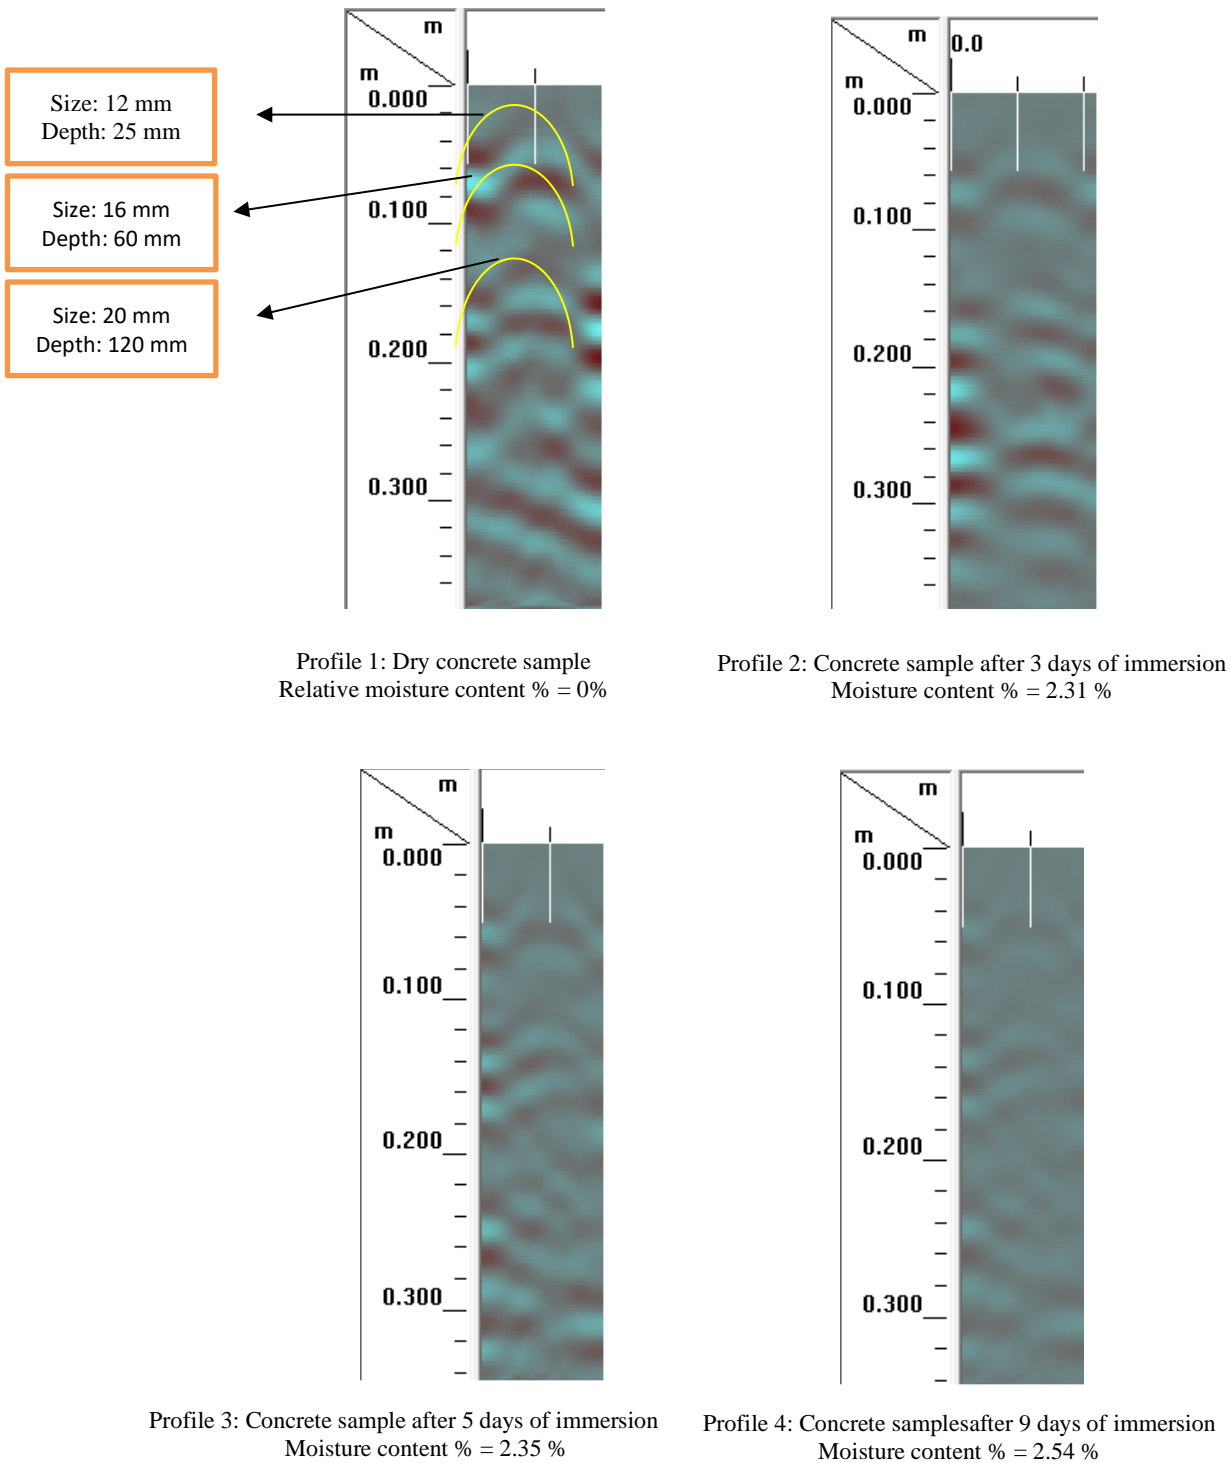 m
m
0.000
0.100
0.200
0.300
Size: 12 mm
Depth: 25 mm
Size: 16 mm
Depth: 60 mm
Size: 20 mm
Depth: 120 mm
m
0.0
m
0.000
0.100
0.200
0.300
Profile 1: Dry concrete sample
Relative moisture content % = 0%
Profile 2: Concrete sample after 3 days of immersion
Moisture content % = 2.31 %
m
m
0.000
0.100
0.200
0.300
m
m
0.000
0.100
0.200
0.300
Profile 3: Concrete sample after 5 days of immersion
Moisture content % = 2.35 %
Profile 4: Concrete samplesafter 9 days of immersion
Moisture content % = 2.54 %